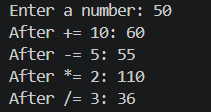 Enter a number: 50
After += 10: 60
After -= 5: 55
After *= 2: 110
After /= 3: 36